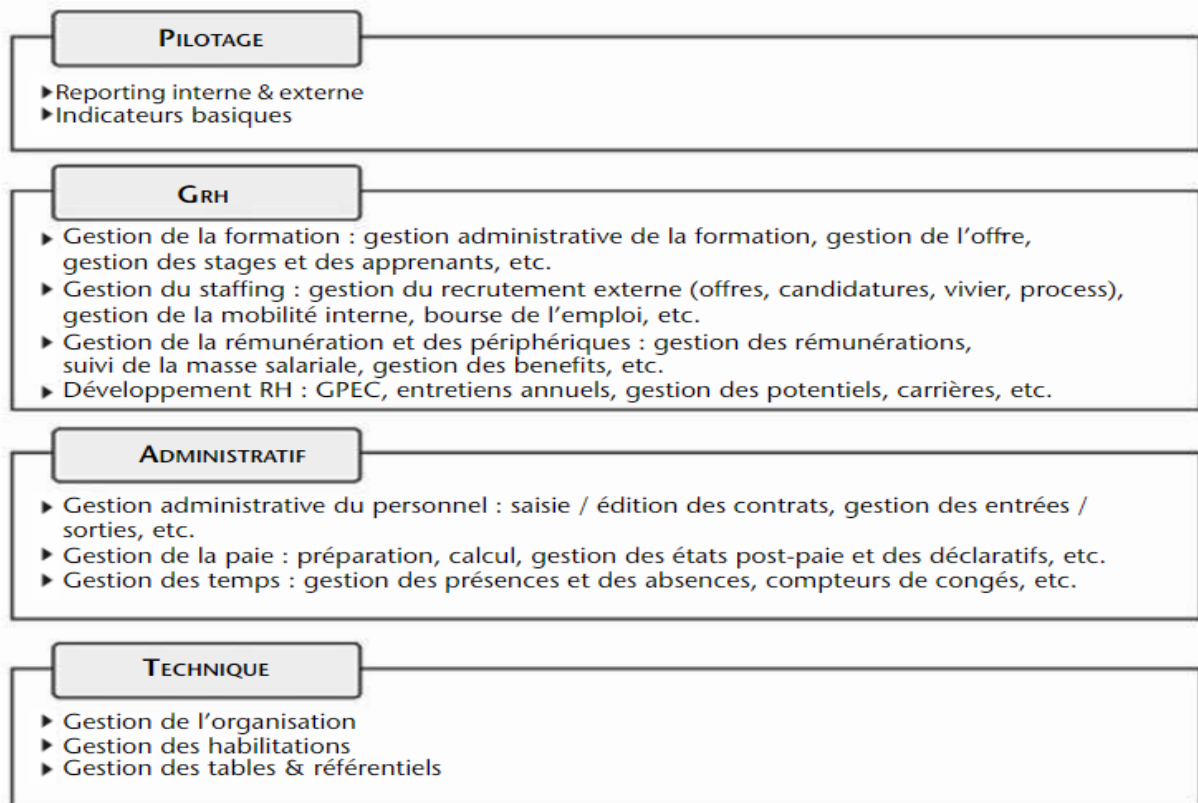 PILOTAGE
▶Reporting interne & externe
▶Indicateurs basiques
GRH
▶ Gestion de la formation : gestion administrative de la formation, gestion de l'offre,
gestion des stages et des apprenants, etc.
▶ Gestion du staffing : gestion du recrutement externe (offres, candidatures, vivier, process),
gestion de la mobilité interne, bourse de l'emploi, etc.
▶ Gestion de la rémunération et des périphériques : gestion des rémunérations,
suivi de la masse salariale, gestion des benefits, etc.
▶ Développement RH : GPEC, entretiens annuels, gestion des potentiels, carrières, etc.
ADMINISTRATIF
▶ Gestion administrative du personnel : saisie / édition des contrats, gestion des entrées /
sorties, etc.
▶ Gestion de la paie : préparation, calcul, gestion des états post-paie et des déclaratifs, etc.
▶ Gestion des temps : gestion des présences et des absences, compteurs de congés, etc.
TECHNIQUE
▶ Gestion de l'organisation
▶ Gestion des habilitations
▶ Gestion des tables & référentiels